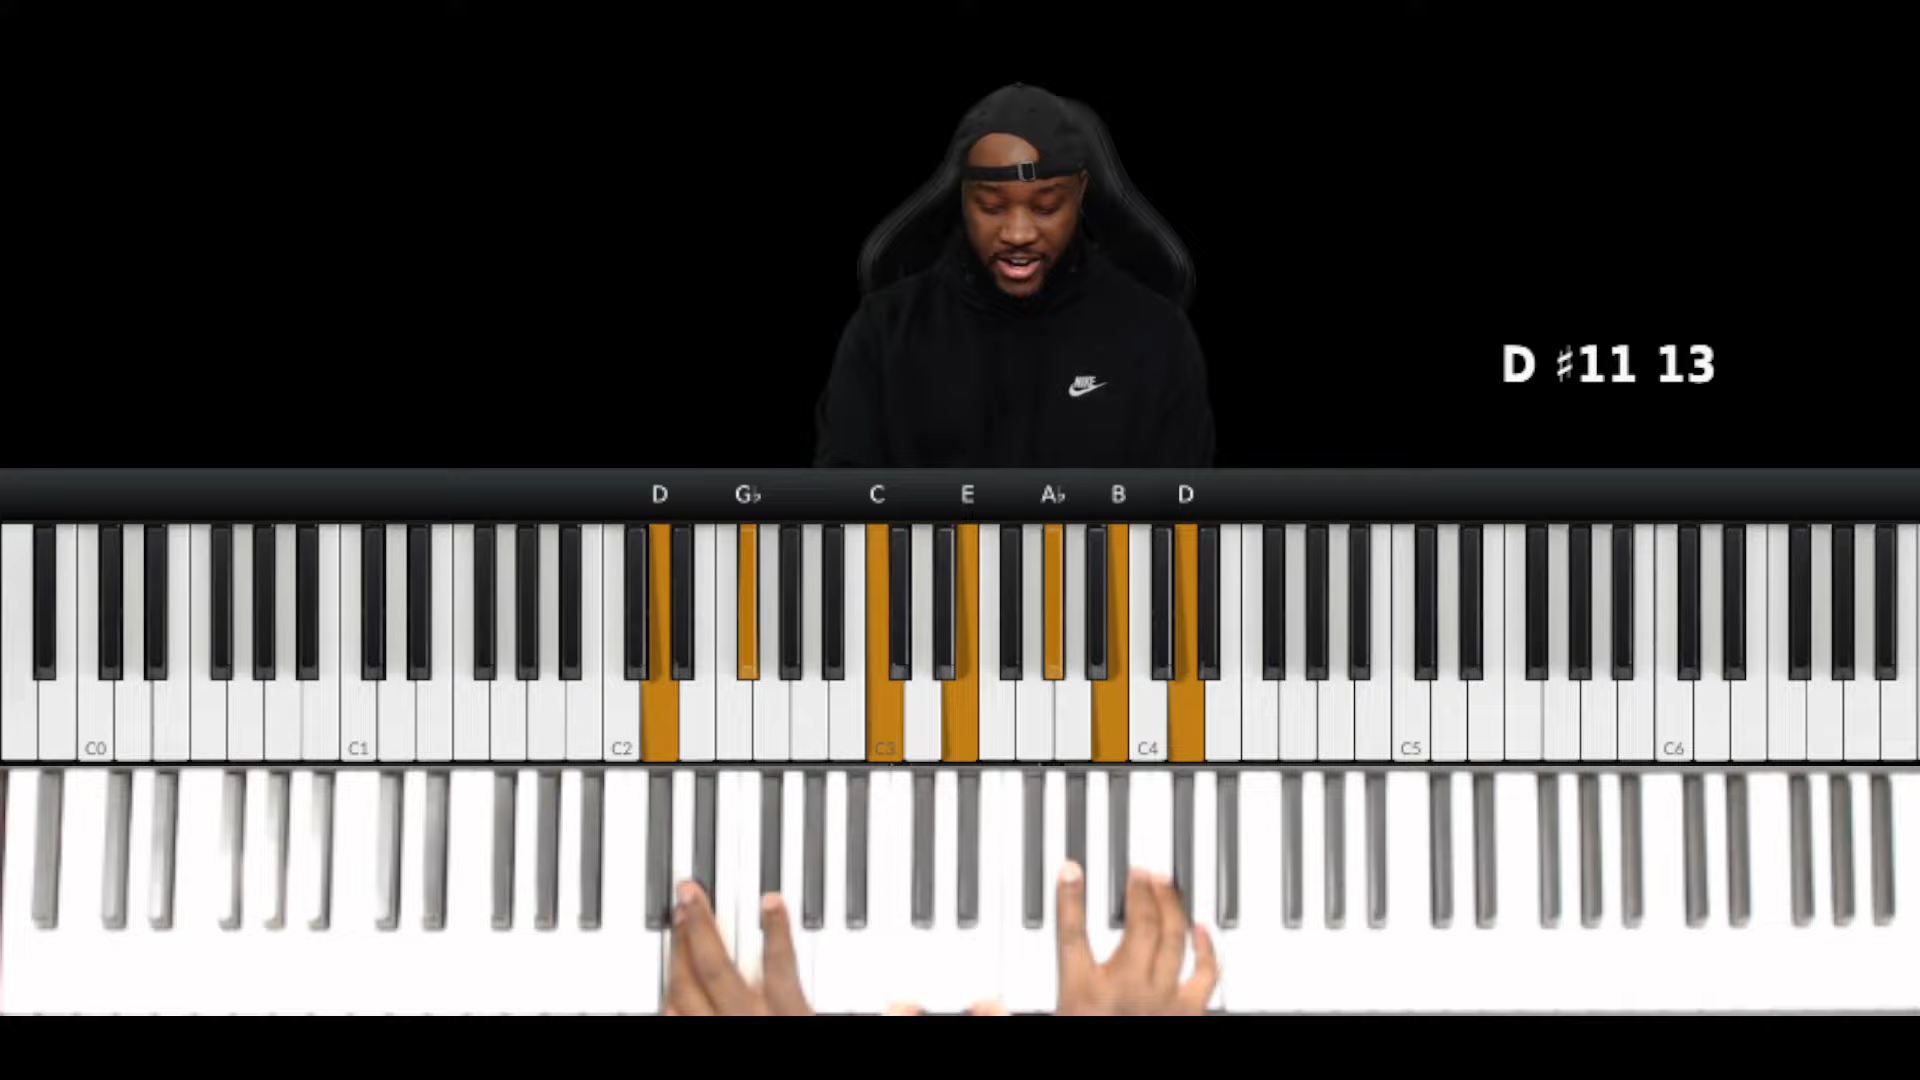 NIKE
D ♯11 13
D G♭ C E A♭ B D
C0 C1 C2 C3 C4 C5 C6